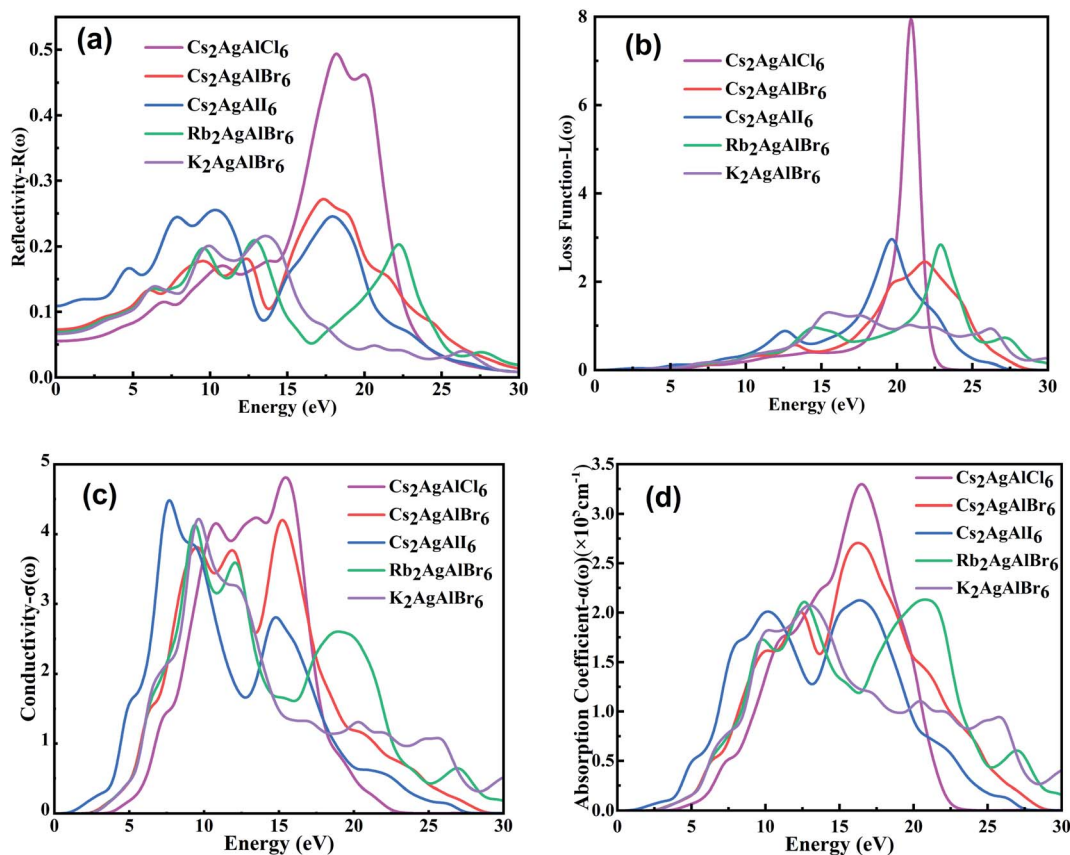 (a)
Cs₂AgAlCl₆
Cs₂AgAlBr₆
Cs₂AgAlI₆
Rb₂AgAlBr₆
K₂AgAlBr₆
Reflectivity-R(ω)
0.5
0.4
0.3
0.2
0.1
0.0
0 5 10 15 20 25 30
Energy (eV)
(b)
Cs₂AgAlCl₆
Cs₂AgAlBr₆
Cs₂AgAlI₆
Rb₂AgAlBr₆
K₂AgAlBr₆
Loss Function-L(ω)
8
6
4
2
0
0 5 10 15 20 25 30
Energy (eV)
(c)
Cs₂AgAlCl₆
Cs₂AgAlBr₆
Cs₂AgAlI₆
Rb₂AgAlBr₆
K₂AgAlBr₆
Conductivity-σ(ω)
5
4
3
2
1
0
0 5 10 15 20 25 30
Energy (eV)
(d)
Cs₂AgAlCl₆
Cs₂AgAlBr₆
Cs₂AgAlI₆
Rb₂AgAlBr₆
K₂AgAlBr₆
Absorption Coefficient-α(ω)(×10⁵cm⁻¹)
3.5
3.0
2.5
2.0
1.5
1.0
0.5
0.0
0 5 10 15 20 25 30
Energy (eV)